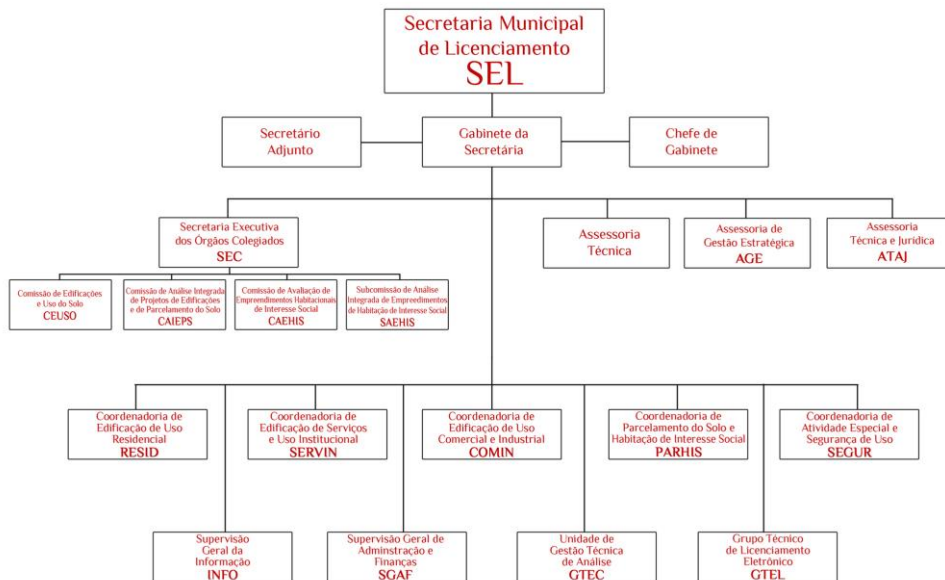 Secretaria Municipal
de Licenciamento
SEL
Secretário
Adjunto
Gabinete da
Secretária
Chefe de
Gabinete
Secretaria Executiva
dos Órgãos Colegiados
SEC
Assessoria
Técnica
Assessoria de
Gestão Estratégica
AGE
Assessoria
Técnica e Jurídica
ATAJ
Comissão de Edificações
e Uso do Solo
CEUSO
Comissão de Análise Integrada
de Projetos de Edificações
e de Parcelamento do Solo
CAIEPS
Comissão de Avaliação de
Empreendimentos Habitacionais
de Interesse Social
CAEHIS
Subcomissão de Análise
Integrada de Empreedimentos
de Habitação de Interesse Social
SAEHIS
Coordenadoria de
Edificação de Uso
Residencial
RESID
Coordenadoria de
Edificação de Serviços
e Uso Institucional
SERVIN
Coordenadoria de
Edificação de Uso
Comercial e Industrial
COMIN
Coordenadoria de
Parcelamento do Solo e
Habitação de Interesse Social
PARHIS
Coordenadoria de
Atividade Especial e
Segurança de Uso
SEGUR
Supervisão
Geral da
Informação
INFO
Supervisão Geral de
Adminstração e
Finanças
SGAF
Unidade de
Gestão Técnica
de Análise
GTEC
Grupo Técnico
de Licenciamento
Eletrônico
GTEL